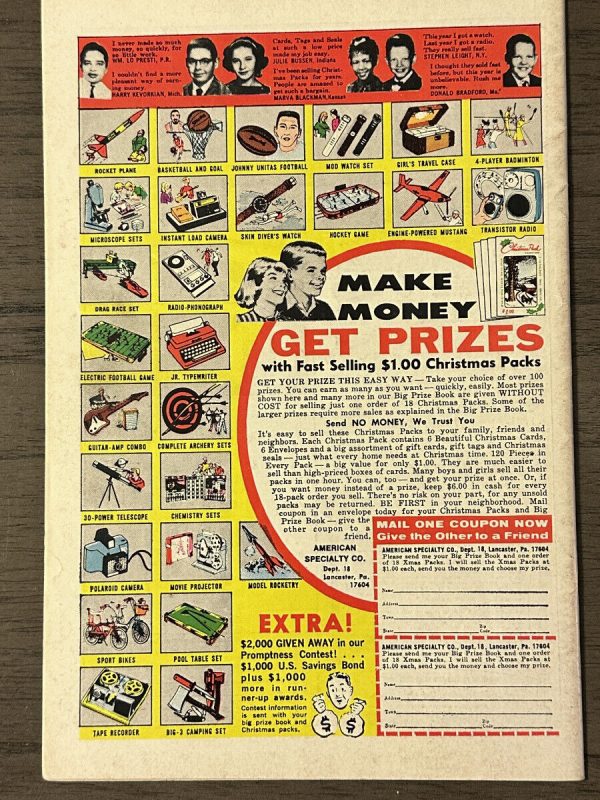 I never made so much
money, so quickly, for
so little work.
WM. LO PRESTI, P.R.
I couldn't find a more
pleasant way of earn-
ing money.
HARRY KEVORKIAN, Mich.
Cards, Tags and Seals
at such a low price
made my job easy.
JULIE BUSSER, Indiana
I've been selling Christ-
mas Packs for years.
People are amazed to
get such a bargain.
MARVA BLACKMAN, Kansas
This year I got a watch.
Last year I got a radio.
They really sell fast.
STEPHEN LEIGHT, N.Y.
I thought they sold fast
before, but this year is
unbelievable. Rush me
more.
DONALD BRADFORD, Me.
ROCKET PLANE
BASKETBALL AND GOAL
JOHNNY UNITAS FOOTBALL
MOD WATCH SET
GIRL'S TRAVEL CASE
4-PLAYER BADMINTON
MICROSCOPE SETS
INSTANT LOAD CAMERA
SKIN DIVER'S WATCH
HOCKEY GAME
ENGINE-POWERED MUSTANG
TRANSISTOR RADIO
DRAG RACE SET
RADIO-PHONOGRAPH
ELECTRIC FOOTBALL GAME
JR. TYPEWRITER
GUITAR-AMP COMBO
COMPLETE ARCHERY SETS
30-POWER TELESCOPE
CHEMISTRY SETS
POLAROID CAMERA
MOVIE PROJECTOR
MODEL ROCKETRY
SPORT BIKES
POOL TABLE SET
TAPE RECORDER
BIG-3 CAMPING SET
MAKE
MONEY
GET PRIZES
with Fast Selling $1.00 Christmas Packs
GET YOUR PRIZE THIS EASY WAY — Take your choice of over 100
prizes. You can earn as many as you want — quickly, easily. Most prizes
shown here and many more in our Big Prize Book are given WITHOUT
COST for selling just one order of 18 Christmas Packs. Some of the
larger prizes require more sales as explained in the Big Prize Book.
Send NO MONEY, We Trust You
It's easy to sell these Christmas Packs to your family, friends and
neighbors. Each Christmas Pack contains 6 Beautiful Christmas Cards,
6 Envelopes and a big assortment of gift cards, gift tags and Christmas
seals — just what every home needs at Christmas time. 120 Pieces in
Every Pack — a big value for only $1.00. They are much easier to
sell than high-priced boxes of cards. Many boys and girls sell all their
packs in one hour. You can, too — and get your prize at once. Or, if
you want money instead of a prize, keep $6.00 in cash for every
18-pack order you sell. There's no risk on your part, for any unsold
packs may be returned. BE FIRST in your neighborhood. Mail
coupon in an envelope today for your Christmas Packs and Big
Prize Book — give the
other coupon to a
friend.
AMERICAN
SPECIALTY CO.
Dept. 18
Lancaster, Pa.
17604
MAIL ONE COUPON NOW
Give the Other to a Friend
AMERICAN SPECIALTY CO., Dept. 18, Lancaster, Pa. 17604
Please send me your Big Prize Book and one order
of 18 Xmas Packs. I will sell the Xmas Packs at
$1.00 each, send you the money and choose my prize.
Name
Address
Town
State Zip Code
AMERICAN SPECIALTY CO., Dept. 18, Lancaster, Pa. 17604
Please send me your Big Prize Book and one order
of 18 Xmas Packs. I will sell the Xmas Packs at
$1.00 each, send you the money and choose my prize.
Name
Address
Town
State Zip Code
EXTRA!
$2,000 GIVEN AWAY in our
Promptness Contest! . . .
$1,000 U.S. Savings Bond
plus $1,000
more in run-
ner-up awards.
Contest information
is sent with your
big prize book and
Christmas packs.
$ $